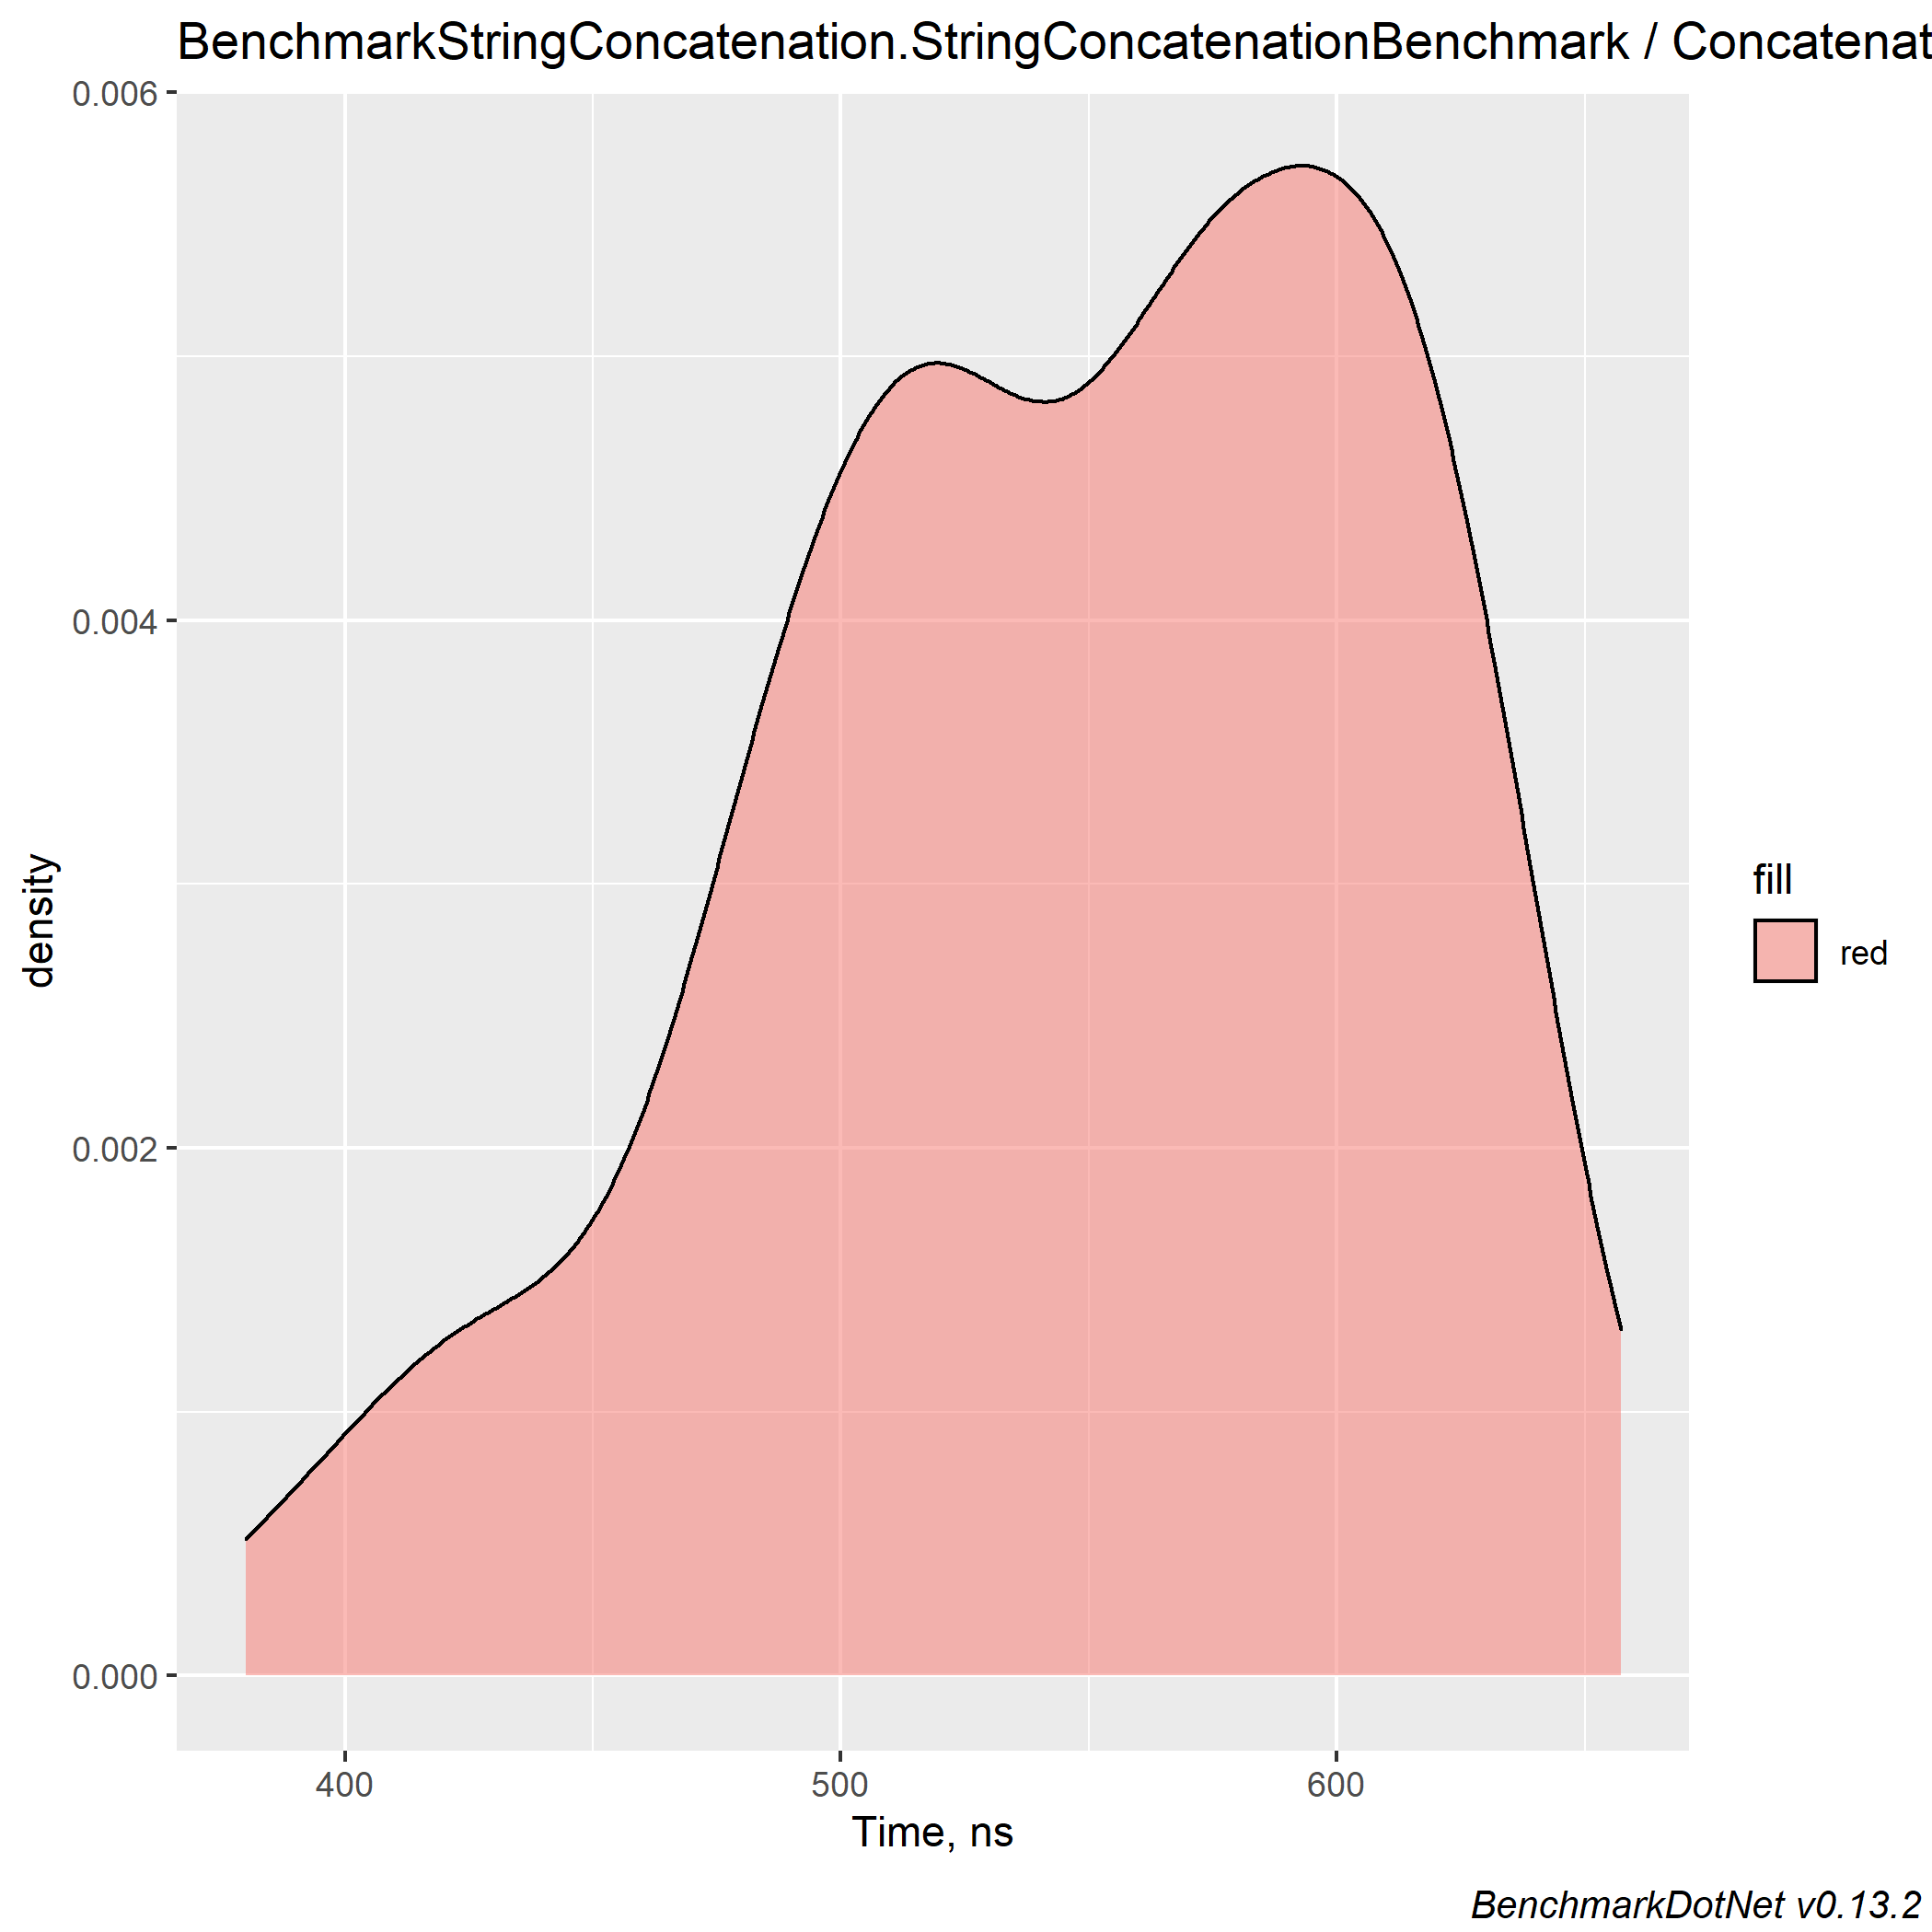 BenchmarkStringConcatenation.StringConcatenationBenchmark / Concatenat
0.006
0.004
0.002
0.000
density
400 500 600
Time, ns
fill
red
BenchmarkDotNet v0.13.2